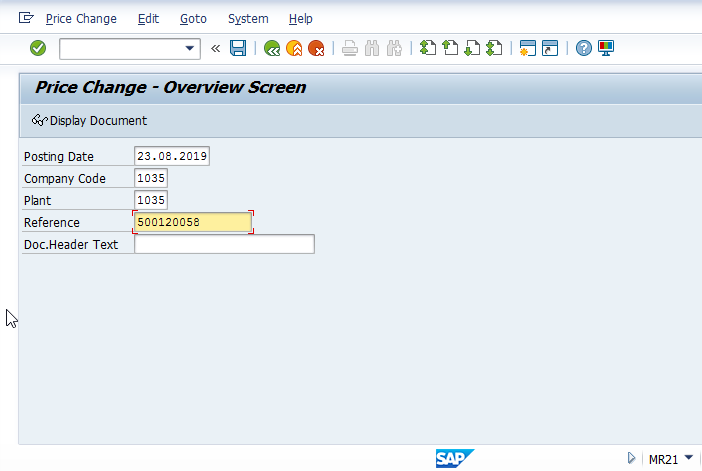 Price Change Edit Goto System Help
Price Change - Overview Screen
Display Document
Posting Date 23.08.2019
Company Code 1035
Plant 1035
Reference 500120058
Doc.Header Text
SAP MR21